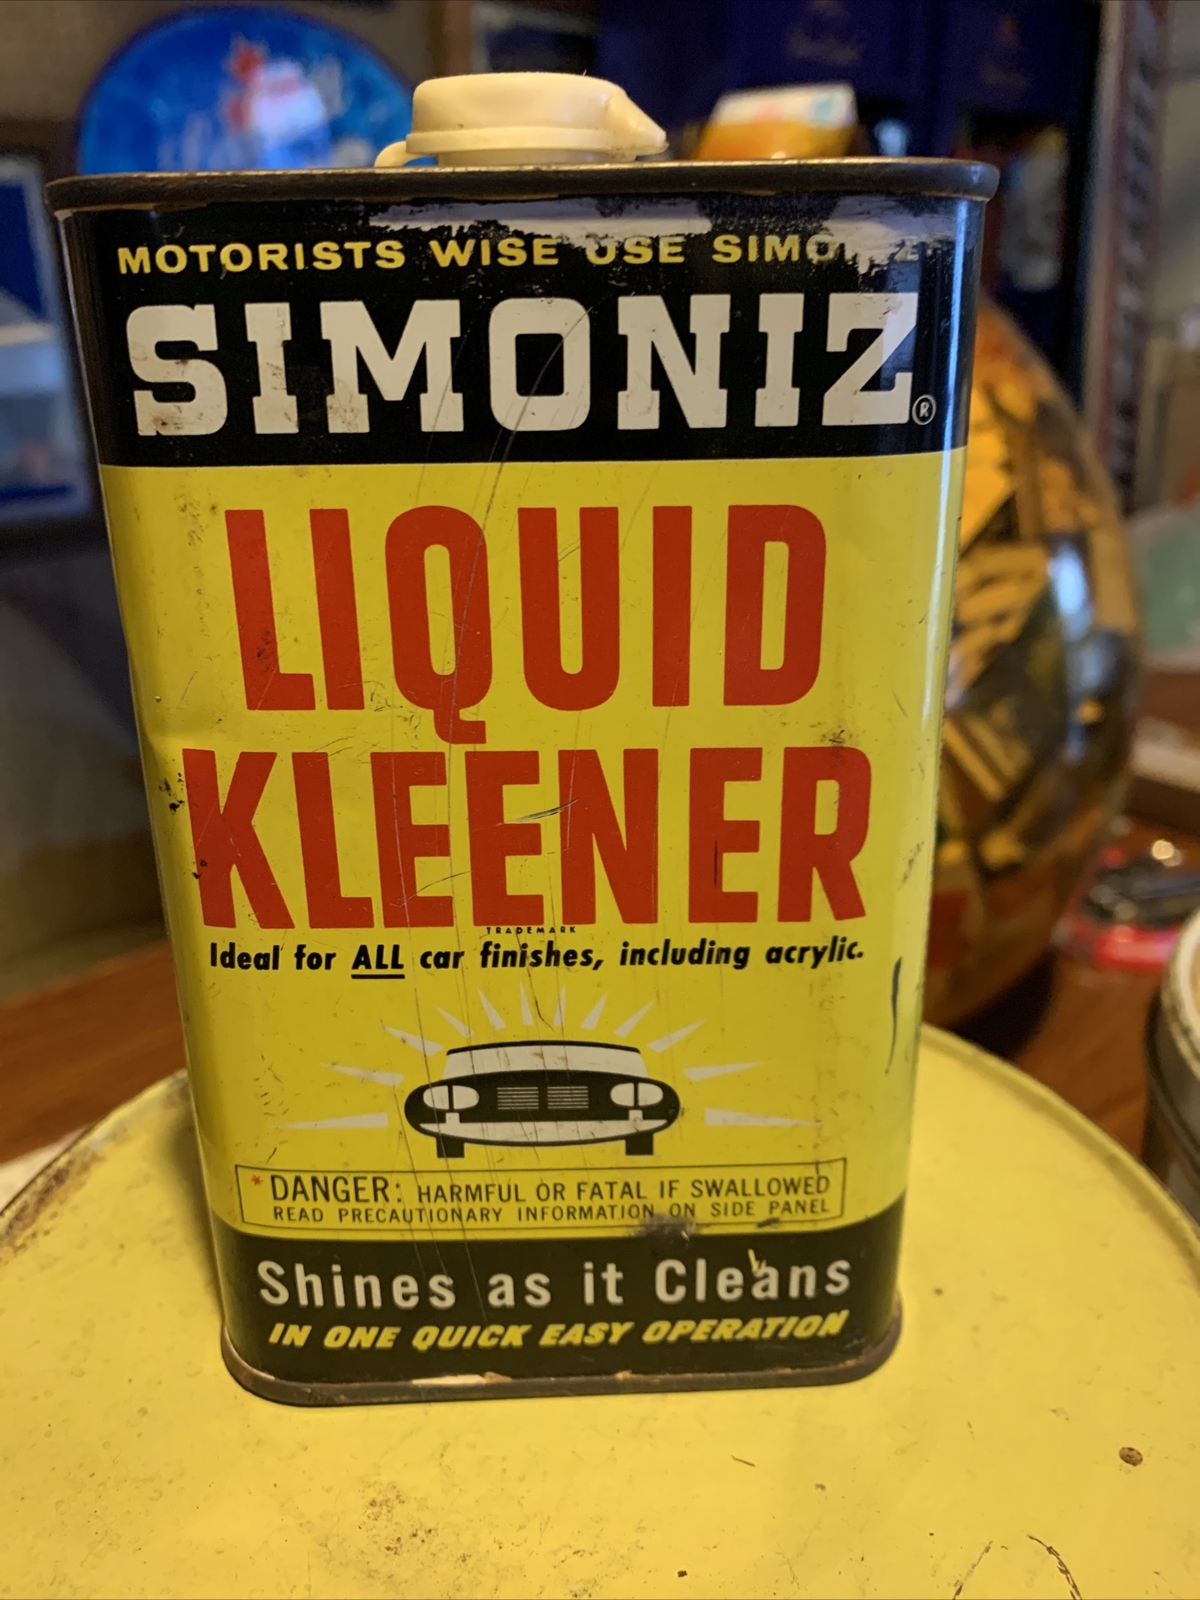 MOTORISTS WISE USE SIMONIZ
SIMONIZ®
LIQUID
KLEENER
TRADEMARK
Ideal for ALL car finishes, including acrylic.
*DANGER: HARMFUL OR FATAL IF SWALLOWED
READ PRECAUTIONARY INFORMATION ON SIDE PANEL
Shines as it Cleans
IN ONE QUICK EASY OPERATION